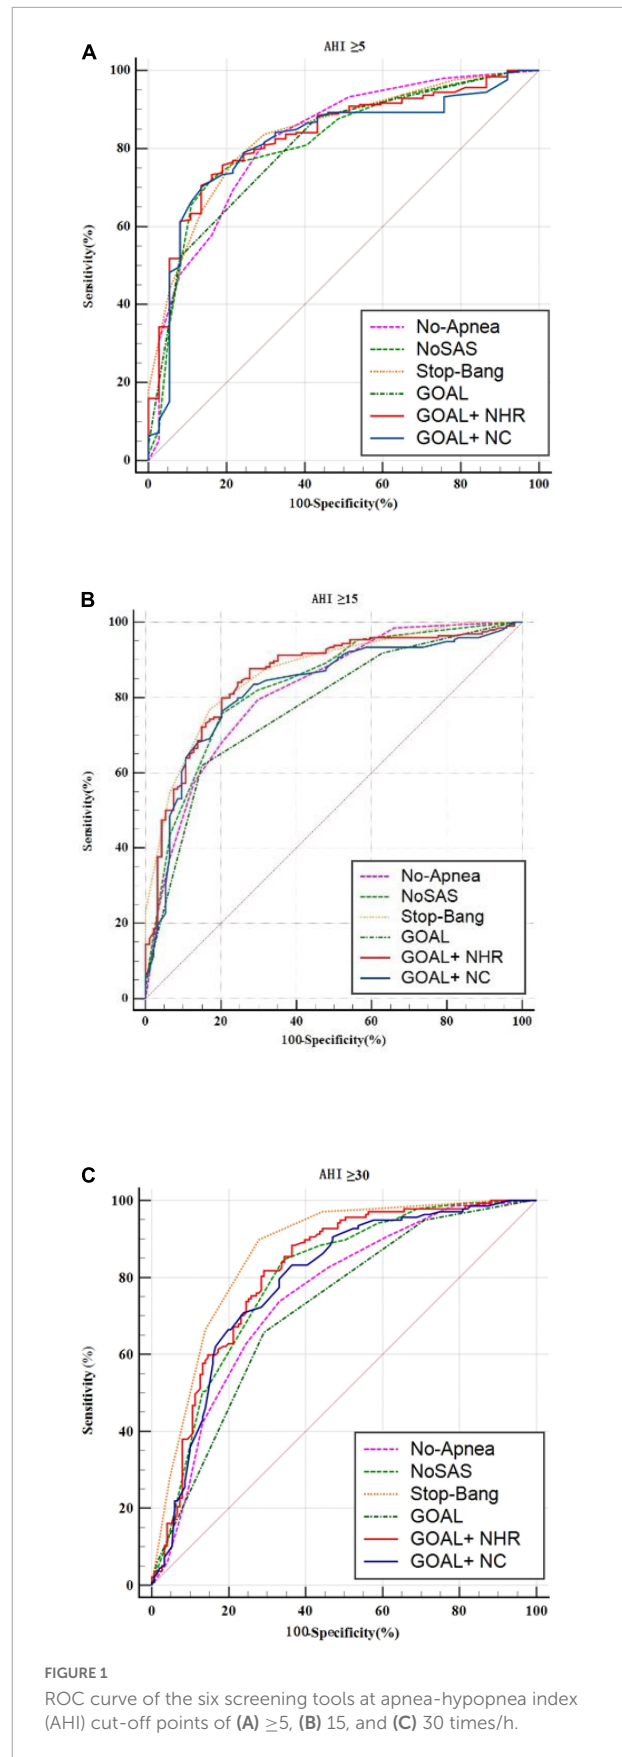 A
AHI ≥5
100
80
60
40
20
0
Sensitivity(%)
No-Apnea
NoSAS
Stop-Bang
GOAL
GOAL+ NHR
GOAL+ NC
0 20 40 60 80 100
100-Specificity(%)
B
AHI ≥15
100
80
60
40
20
0
Sensitivity(%)
No-Apnea
NoSAS
Stop-Bang
GOAL
GOAL+ NHR
GOAL+ NC
0 20 40 60 80 100
100-Specificity(%)
C
AHI ≥30
100
80
60
40
20
0
Sensitivity (%)
No-Apnea
NoSAS
Stop-Bang
GOAL
GOAL+ NHR
GOAL+ NC
0 20 40 60 80 100
100-Specificity(%)
FIGURE 1
ROC curve of the six screening tools at apnea-hypopnea index
(AHI) cut-off points of (A) ≥5, (B) 15, and (C) 30 times/h.